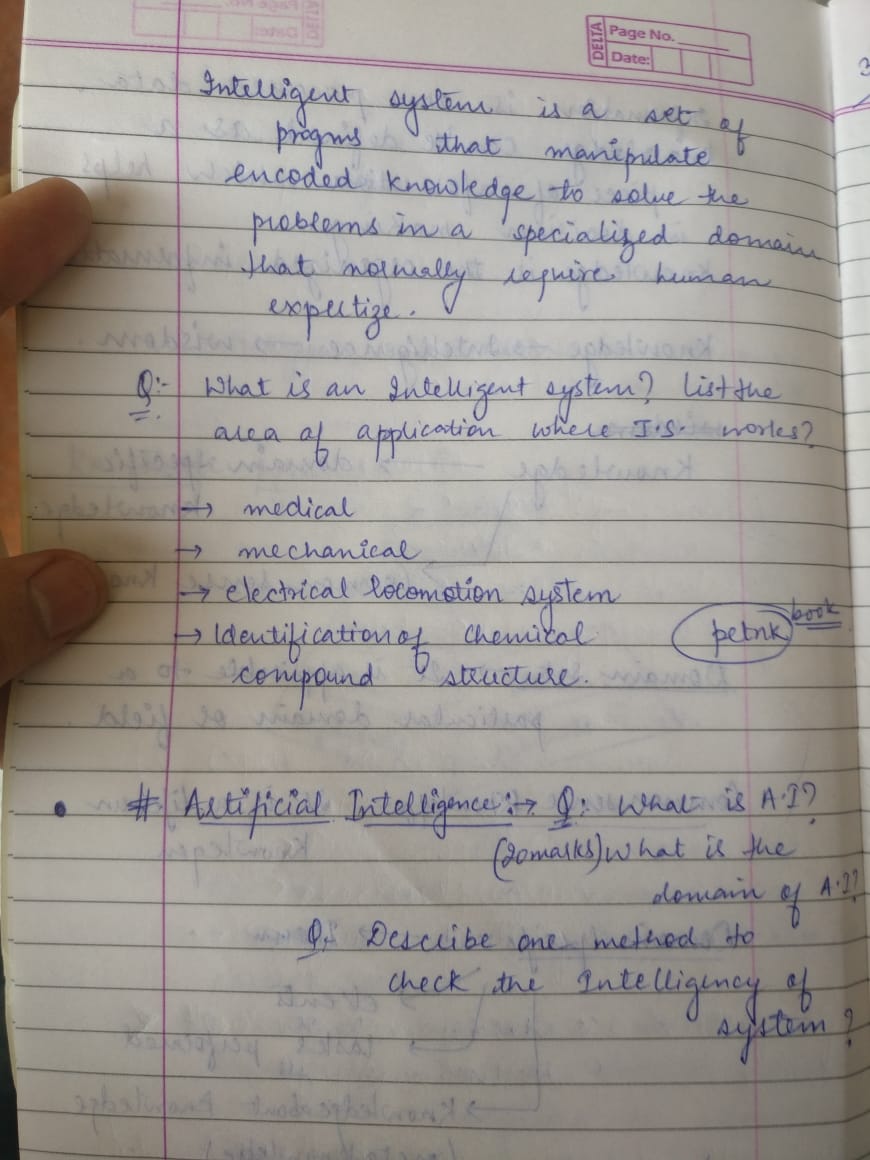 DELTA
Page No.
Date:
Intelligent system is a set of
progms that manipulate
encoded knowledge to solve the
problems in a specialized domain
that normally require human
expertize.
Q:- What is an Intelligent system? List the
area of application where I.S. works?
→ medical
→ mechanical
→ electrical locomotion system
→ Identification of chemical
compound structure.
book
# Artificial Intelligence:→ Q: What is A.I?
(20marks) What is the
domain of A.I?
Q: Describe one method to
check the Intelligency of
system?